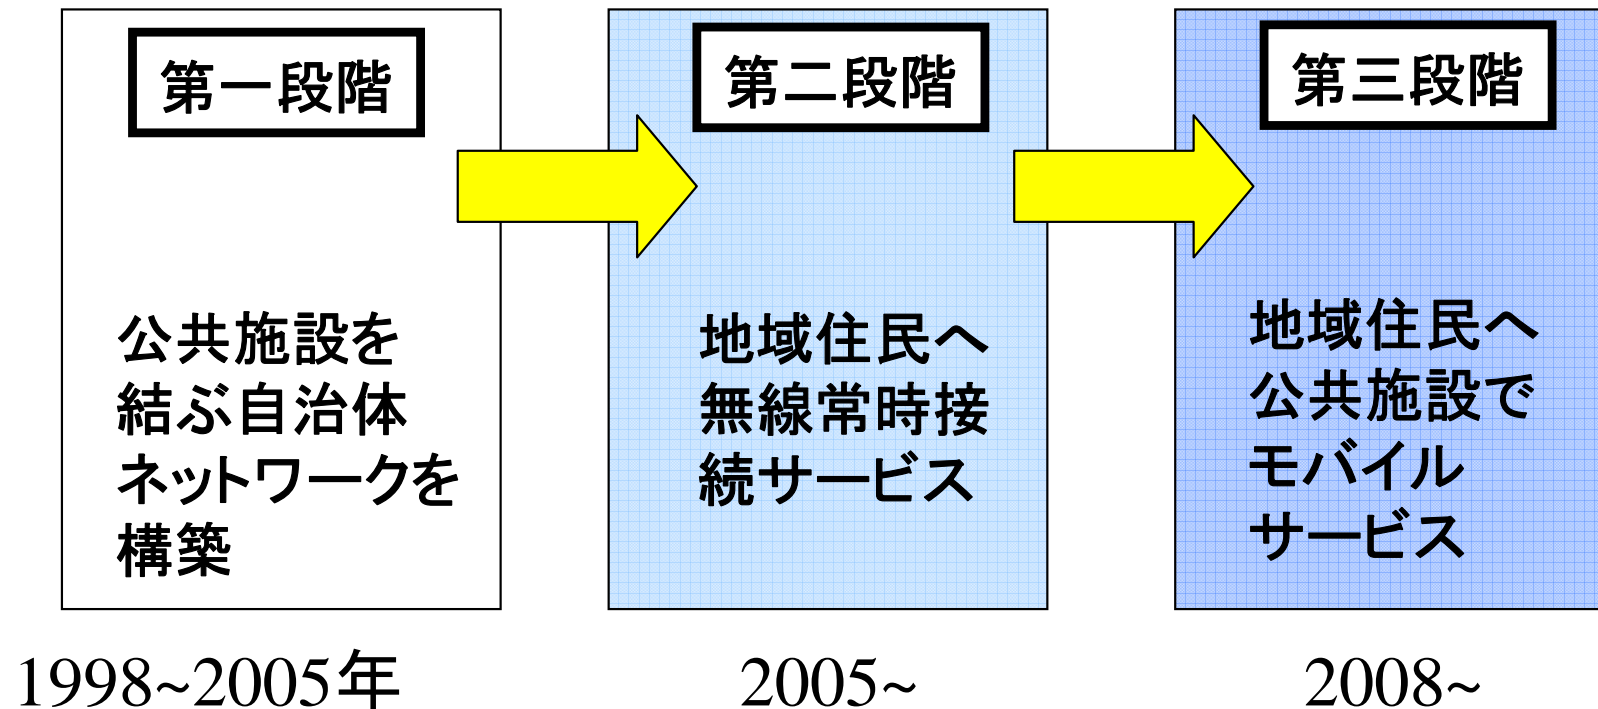 第一段階
公共施設を
結ぶ自治体
ネットワークを
構築
1998~2005年
第二段階
地域住民へ
無線常時接
続サービス
2005~
第三段階
地域住民へ
公共施設で
モバイル
サービス
2008~